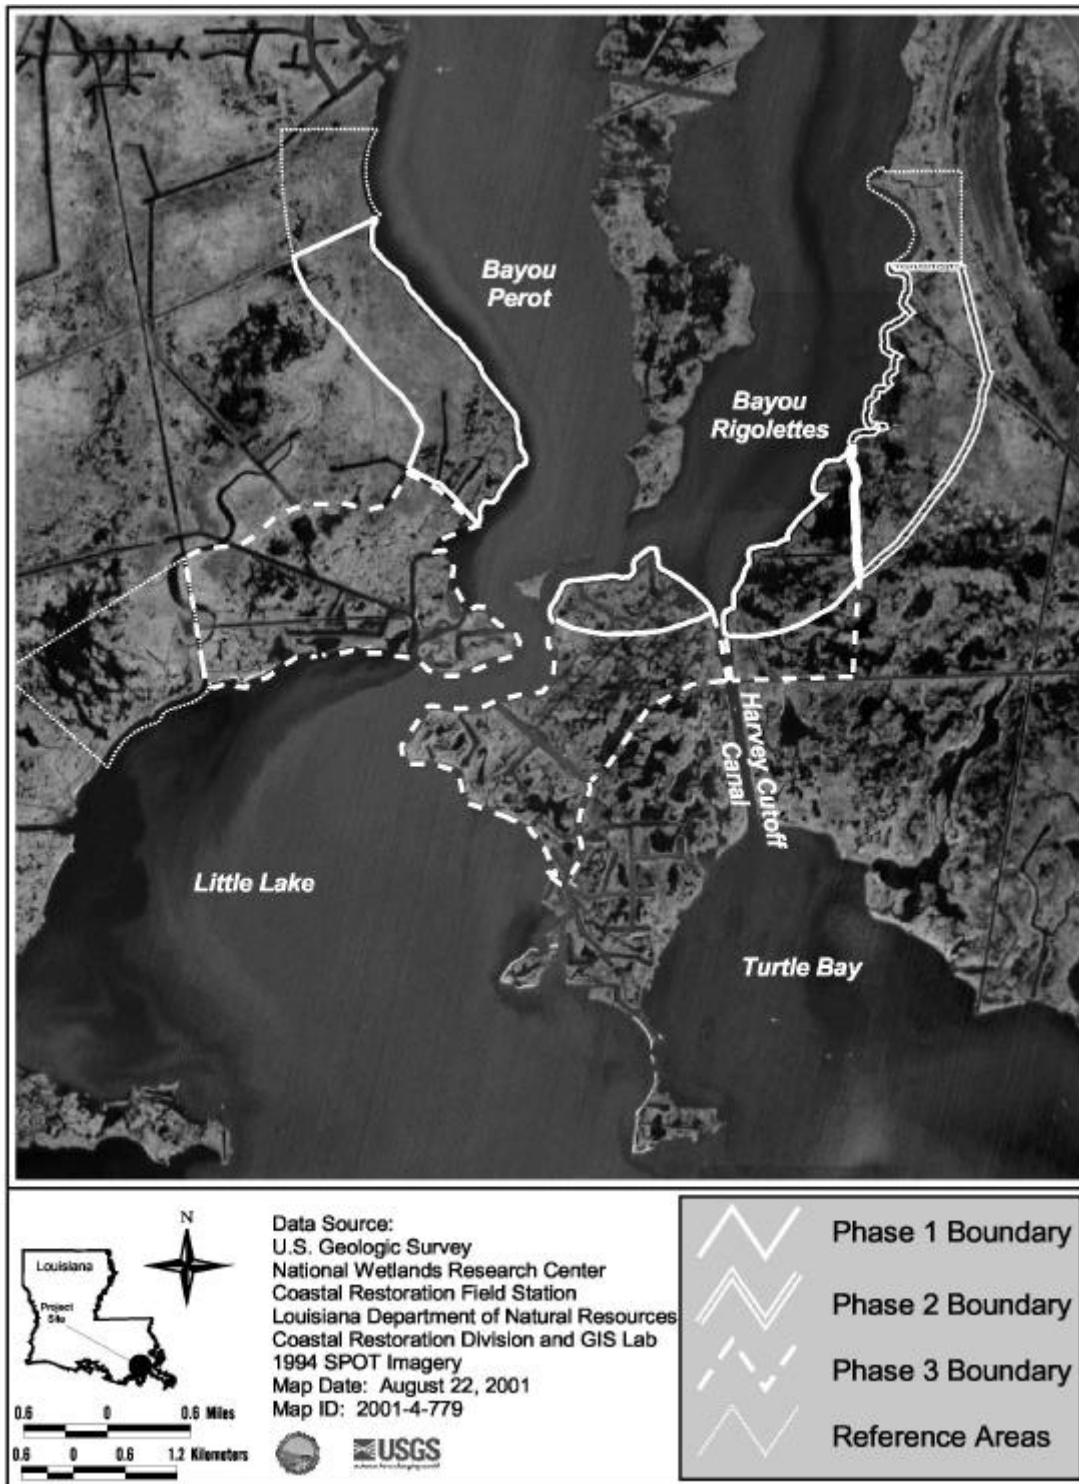 Bayou
Perot
Bayou
Rigolettes
Harvey Cutoff
Canal
Little Lake
Turtle Bay
N
Louisiana
Project
Site
0.6 0 0.6 Miles
0.6 0 0.6 1.2 Kilometers
Data Source:
U.S. Geologic Survey
National Wetlands Research Center
Coastal Restoration Field Station
Louisiana Department of Natural Resources
Coastal Restoration Division and GIS Lab
1994 SPOT Imagery
Map Date: August 22, 2001
Map ID: 2001-4-779
USGS
Phase 1 Boundary
Phase 2 Boundary
Phase 3 Boundary
Reference Areas